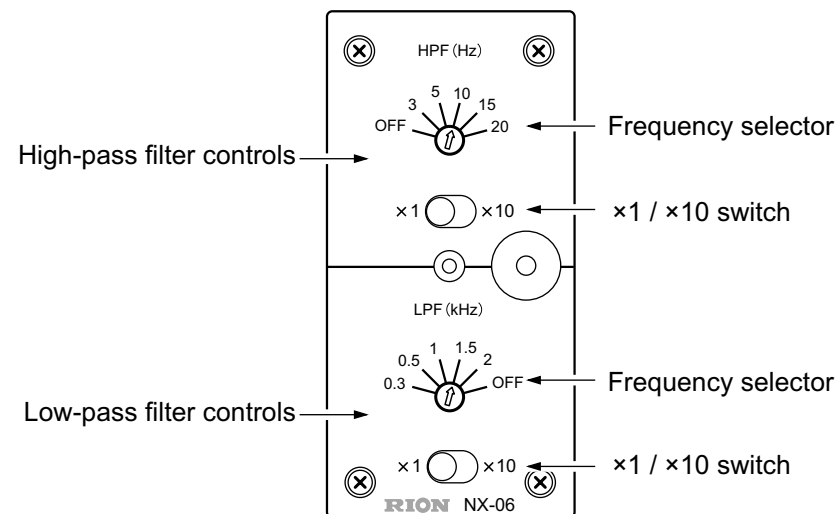 HPF(Hz)
5 10
3 15
OFF 20
Frequency selector
High-pass filter controls
×1 ×10
×1 / ×10 switch
LPF(kHz)
1 1.5
0.5 2
0.3 OFF
Frequency selector
Low-pass filter controls
×1 ×10
×1 / ×10 switch
RION NX-06